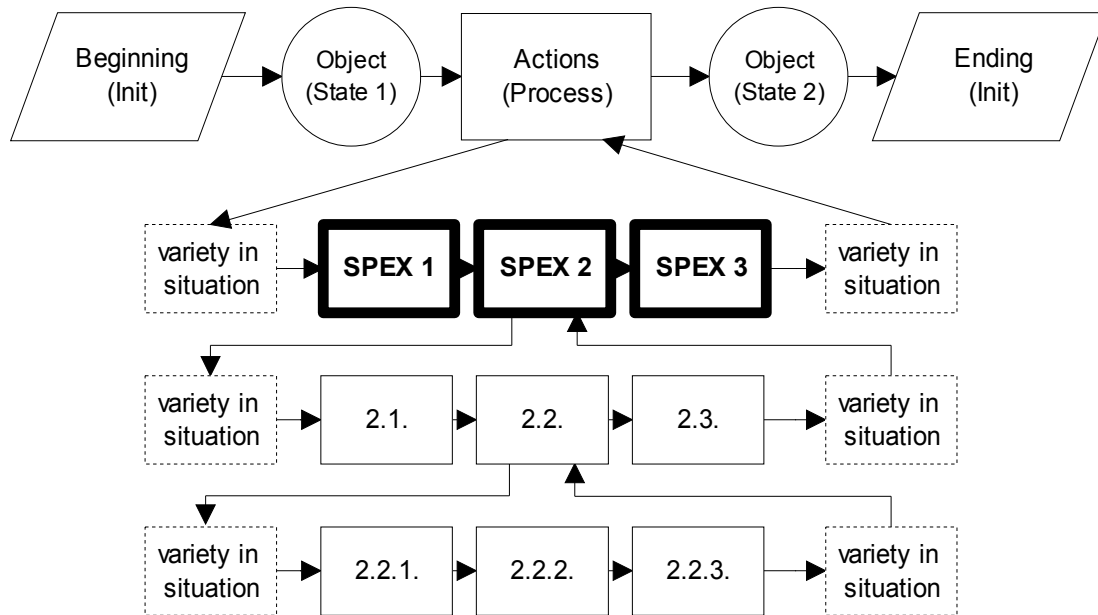 Beginning
(Init)
Object
(State 1)
Actions
(Process)
Object
(State 2)
Ending
(Init)
variety in
situation
SPEX 1
SPEX 2
SPEX 3
variety in
situation
variety in
situation
2.1.
2.2.
2.3.
variety in
situation
variety in
situation
2.2.1.
2.2.2.
2.2.3.
variety in
situation